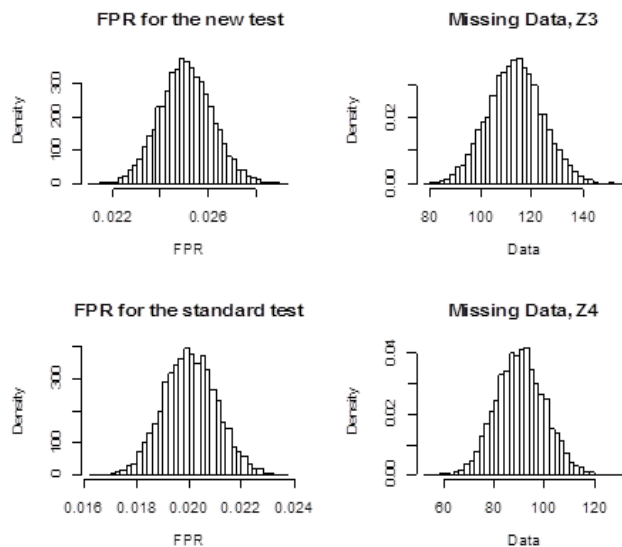 FPR for the new test
Density
0 100 200 300
0.022 0.026
FPR
Missing Data, Z3
Density
0.00 0.02
80 100 120 140
Data
FPR for the standard test
Density
0 100 300
0.016 0.018 0.020 0.022 0.024
FPR
Missing Data, Z4
Density
0.00 0.02 0.04
60 80 100 120
Data